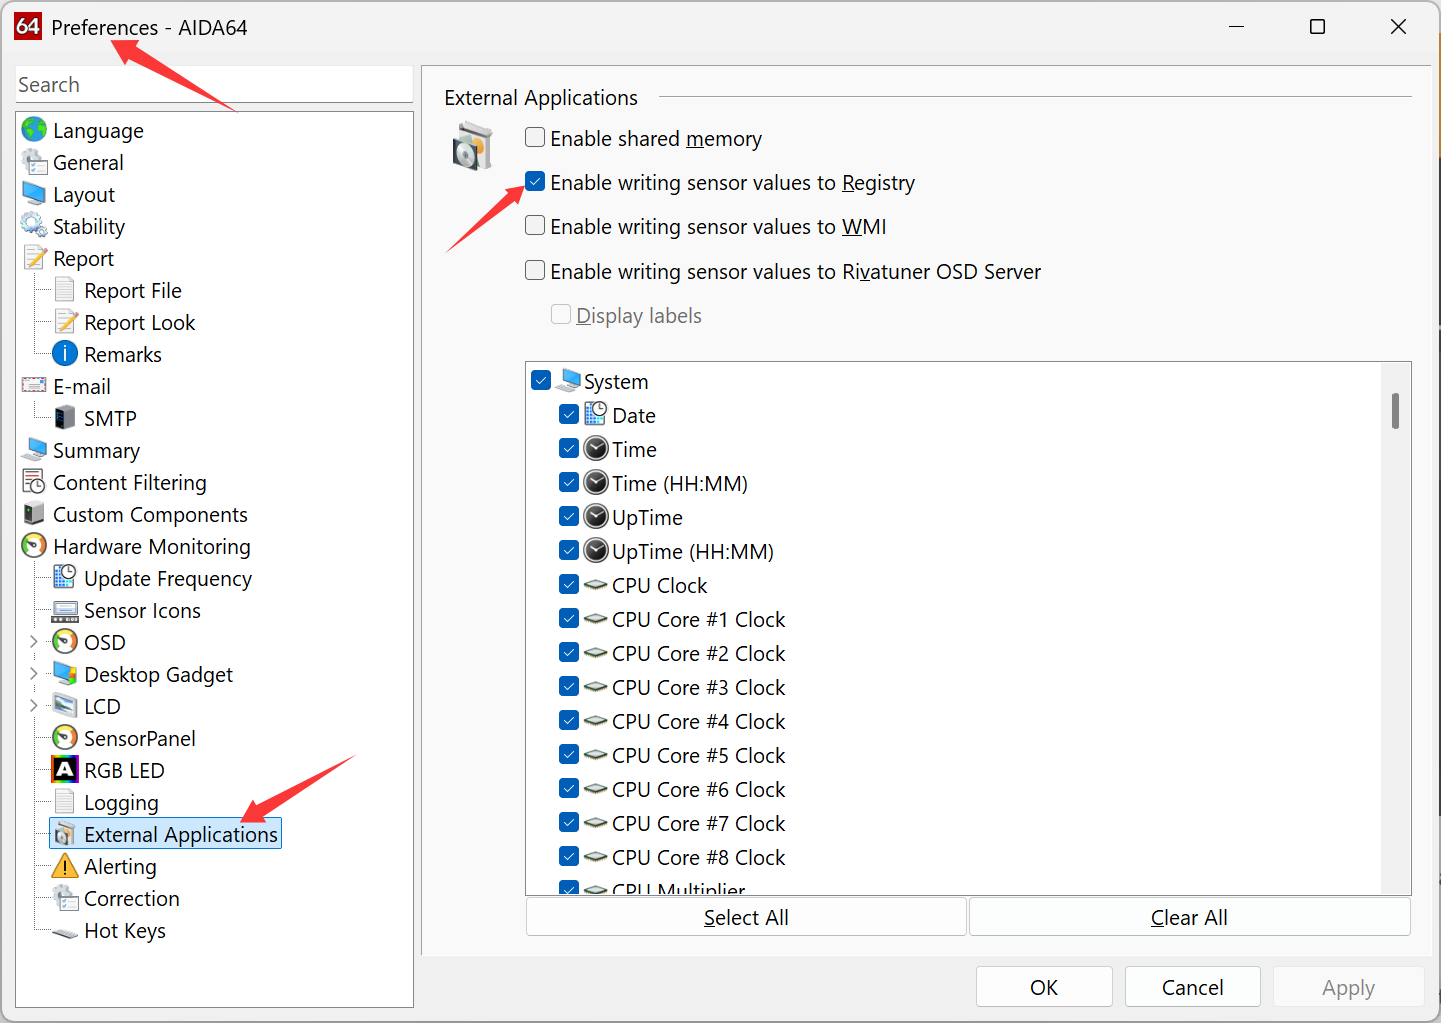 64 Preferences - AIDA64
Search
Language
General
Layout
Stability
Report
Report File
Report Look
Remarks
E-mail
SMTP
Summary
Content Filtering
Custom Components
Hardware Monitoring
Update Frequency
Sensor Icons
OSD
Desktop Gadget
LCD
SensorPanel
RGB LED
Logging
External Applications
Alerting
Correction
Hot Keys
External Applications
Enable shared memory
Enable writing sensor values to Registry
Enable writing sensor values to WMI
Enable writing sensor values to Rivatuner OSD Server
Display labels
System
Date
Time
Time (HH:MM)
UpTime
UpTime (HH:MM)
CPU Clock
CPU Core #1 Clock
CPU Core #2 Clock
CPU Core #3 Clock
CPU Core #4 Clock
CPU Core #5 Clock
CPU Core #6 Clock
CPU Core #7 Clock
CPU Core #8 Clock
CPU Multiplier
Select All
Clear All
OK
Cancel
Apply